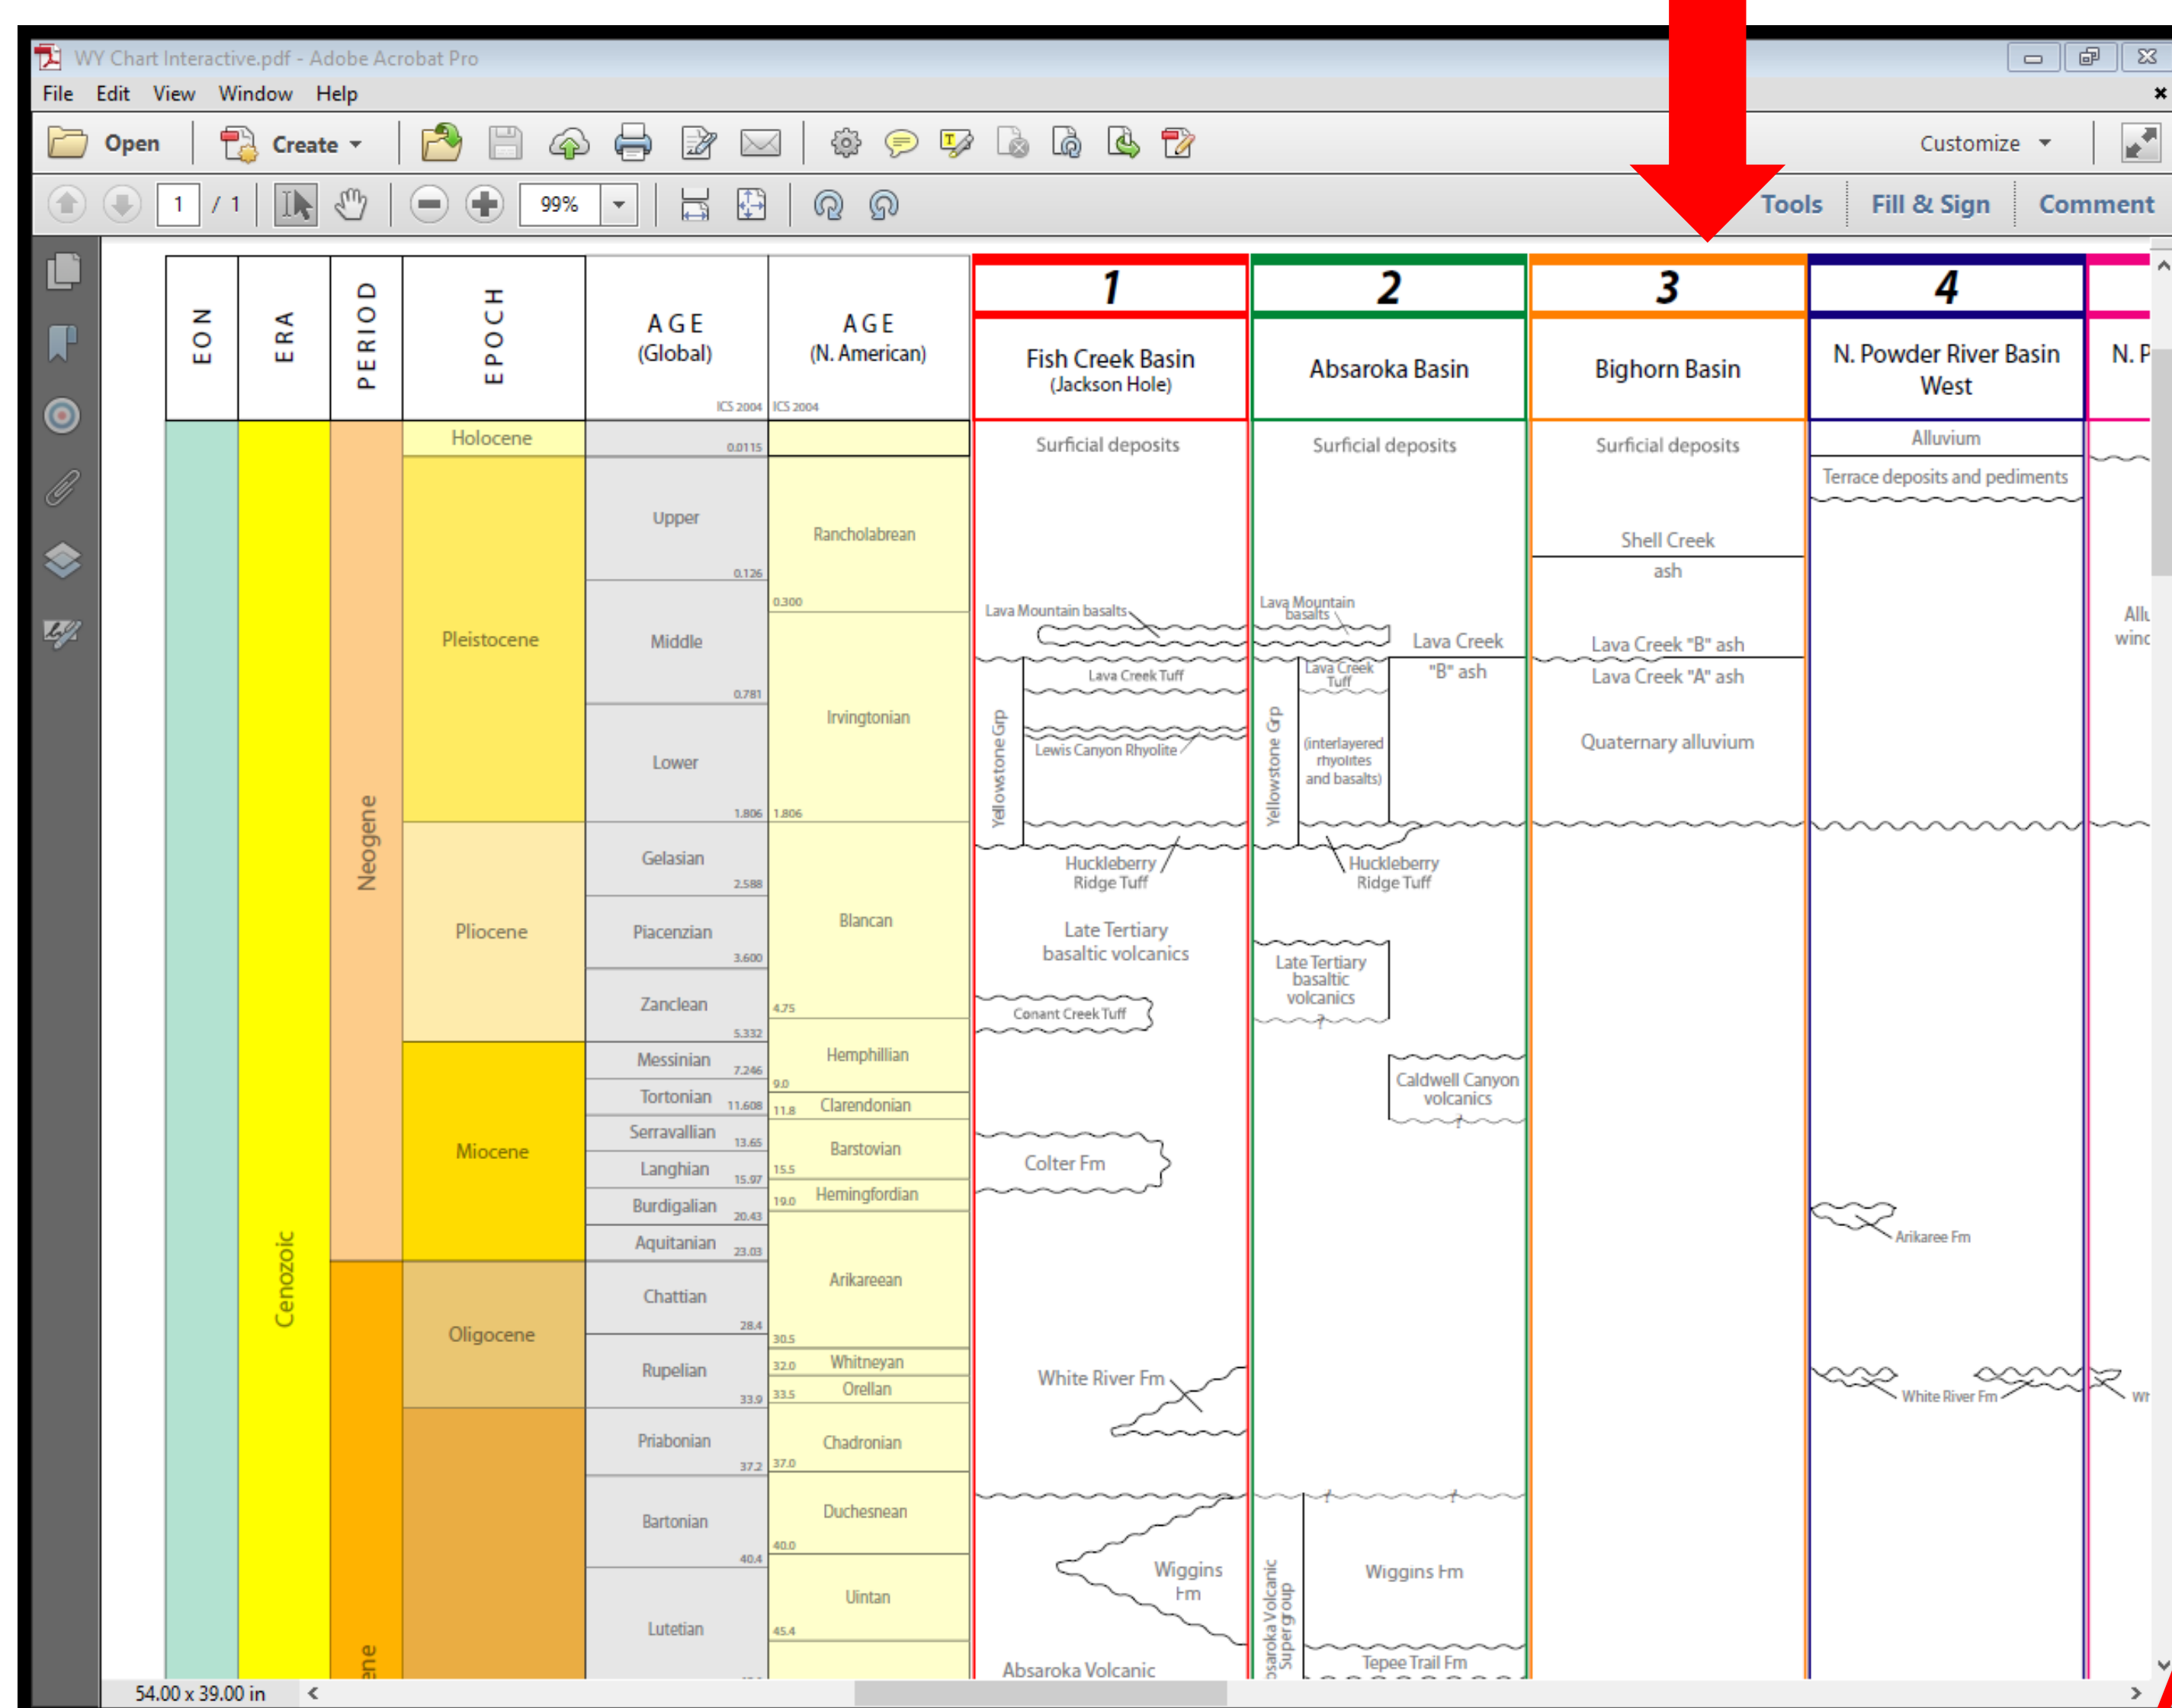 WY Chart Interactive.pdf - Adobe Acrobat Pro
File Edit View Window Help
Open Create Customize
1 / 1 99% Tools Fill & Sign Comment
EON
ERA
PERIOD
EPOCH
AGE
(Global)
ICS 2004
AGE
(N. American)
ICS 2004
1
Fish Creek Basin
(Jackson Hole)
2
Absaroka Basin
3
Bighorn Basin
4
N. Powder River Basin
West
N. P
Cenozoic
Neogene
ene
Holocene
Pleistocene
Pliocene
Miocene
Oligocene
0.0115
Upper
0.126
Middle
0.781
Lower
1.806
Gelasian
2.588
Piacenzian
3.600
Zanclean
5.332
Messinian
7.246
Tortonian
11.608
Serravallian
13.65
Langhian
15.97
Burdigalian
20.43
Aquitanian
23.03
Chattian
28.4
Rupelian
33.9
Priabonian
37.2
Bartonian
40.4
Lutetian
Rancholabrean
0.300
Irvingtonian
1.806
Blancan
4.75
Hemphillian
9.0
Clarendonian
11.8
Barstovian
15.5
Hemingfordian
19.0
Arikareean
30.5
Whitneyan
32.0
Orellan
33.5
Chadronian
37.0
Duchesnean
40.0
Uintan
45.4
Surficial deposits
Lava Mountain basalts
Yellowstone Grp
Lava Creek Tuff
Lewis Canyon Rhyolite
Huckleberry
Ridge Tuff
Late Tertiary
basaltic volcanics
Conant Creek Tuff
Colter Fm
White River Fm
Wiggins
Fm
Absaroka Volcanic
Surficial deposits
Lava Mountain
basalts
Lava Creek
"B" ash
Yellowstone Grp
Lava Creek
Tuff
(interlayered
rhyolites
and basalts)
Huckleberry
Ridge Tuff
Late Tertiary
basaltic
volcanics
?
Caldwell Canyon
volcanics
?
? ?
bsaroka Volcanic
Supergroup
Wiggins Fm
Tepee Trail Fm
Surficial deposits
Shell Creek
ash
Lava Creek "B" ash
Lava Creek "A" ash
Quaternary alluvium
Alluvium
Terrace deposits and pediments
Arikaree Fm
White River Fm
Allu
winc
Wh
54.00 x 39.00 in